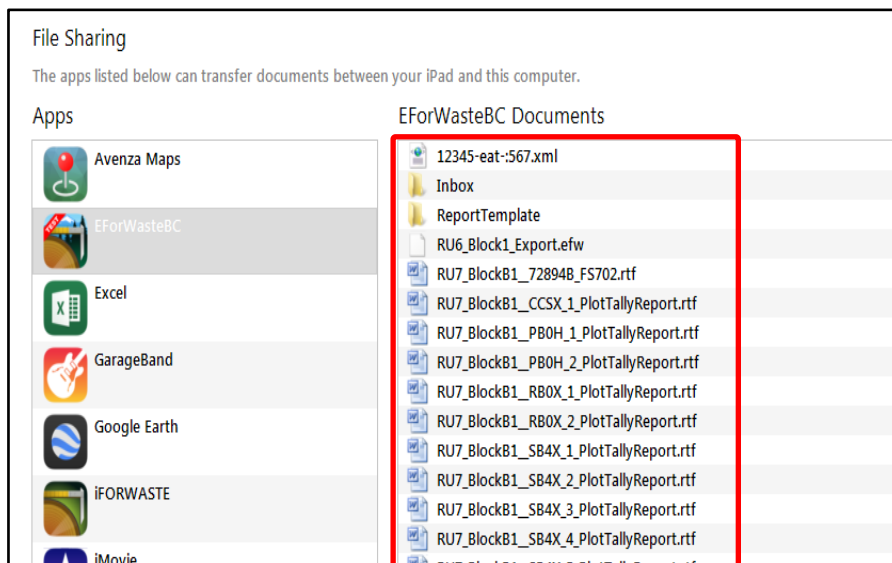 File Sharing
The apps listed below can transfer documents between your iPad and this computer.
Apps
Avenza Maps
TEST
EForWasteBC
Excel
GarageBand
Google Earth
iFORWASTE
iMovie
EForWasteBC Documents
12345-eat-:567.xml
Inbox
ReportTemplate
RU6_Block1_Export.efw
RU7_BlockB1__72894B_FS702.rtf
RU7_BlockB1__CCSX_1_PlotTallyReport.rtf
RU7_BlockB1__PB0H_1_PlotTallyReport.rtf
RU7_BlockB1__PB0H_2_PlotTallyReport.rtf
RU7_BlockB1__RB0X_1_PlotTallyReport.rtf
RU7_BlockB1__RB0X_2_PlotTallyReport.rtf
RU7_BlockB1__SB4X_1_PlotTallyReport.rtf
RU7_BlockB1__SB4X_2_PlotTallyReport.rtf
RU7_BlockB1__SB4X_3_PlotTallyReport.rtf
RU7_BlockB1__SB4X_4_PlotTallyReport.rtf